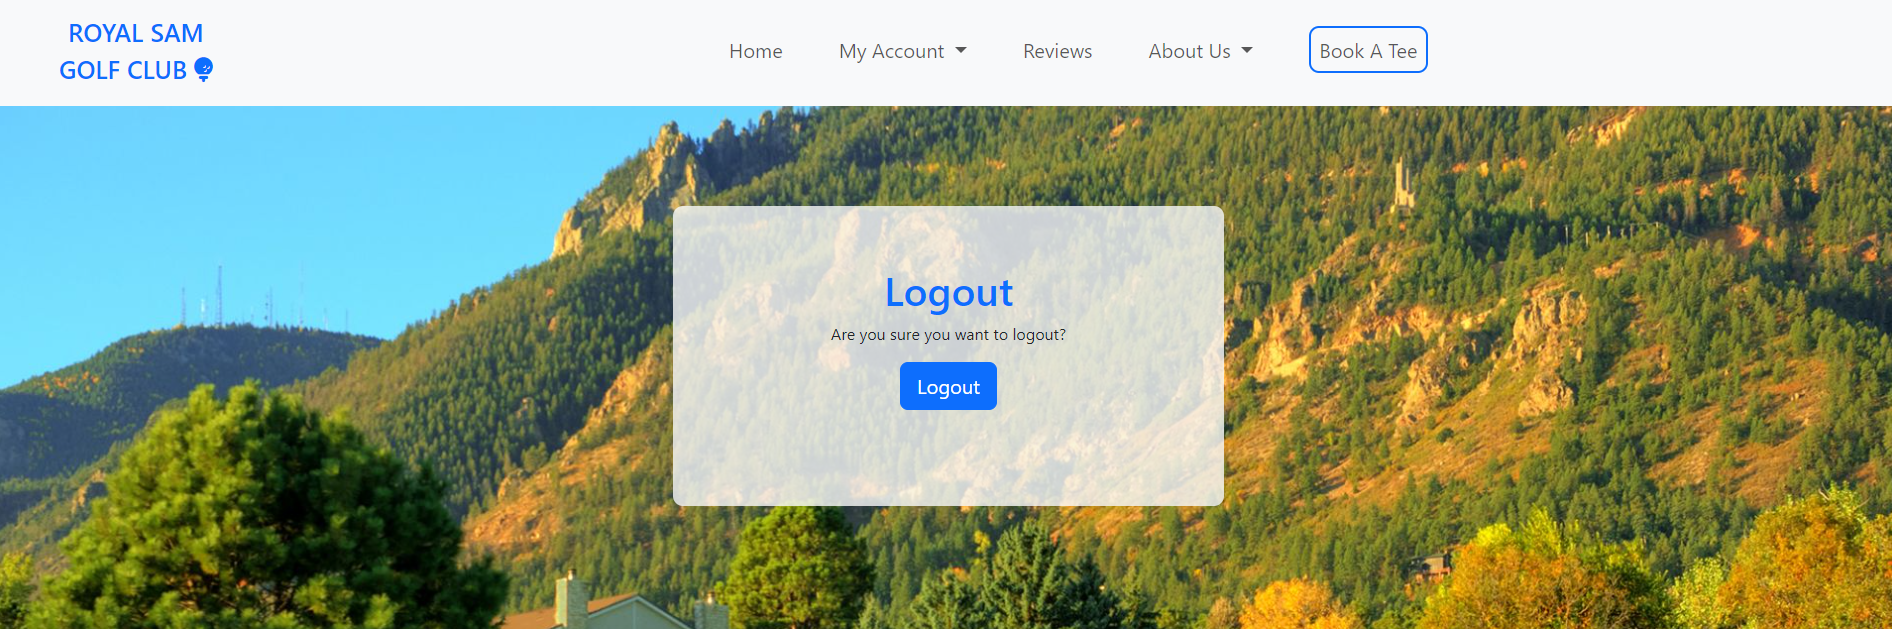 ROYAL SAM
GOLF CLUB
Home
My Account
Reviews
About Us
Book A Tee
Logout
Are you sure you want to logout?
Logout